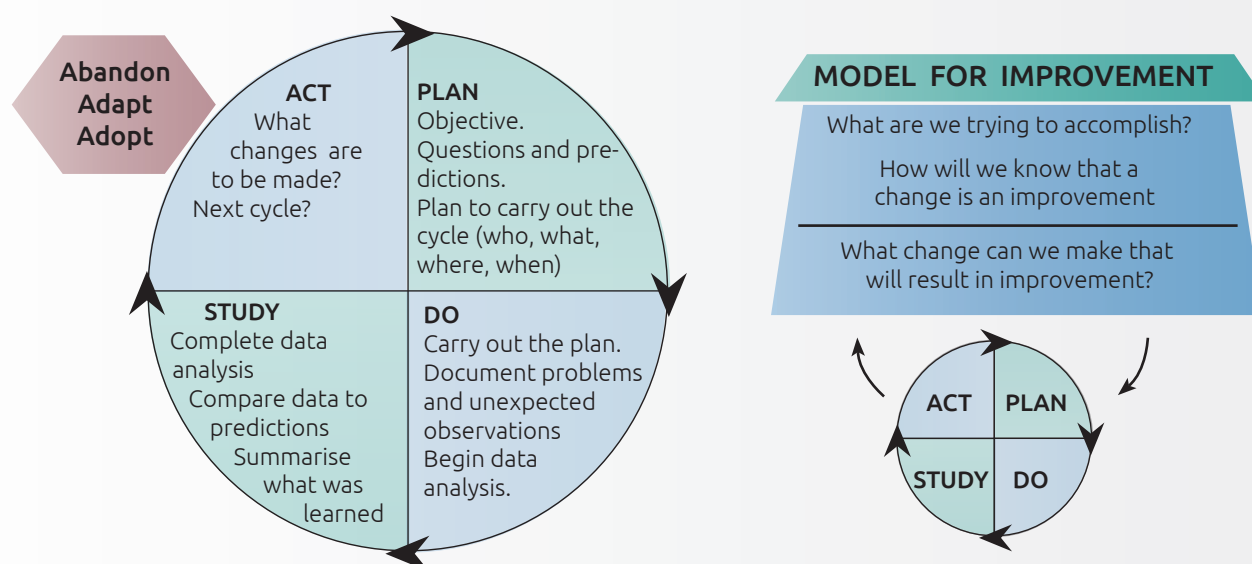 Abandon
Adapt
Adopt
ACT
What
changes are
to be made?
Next cycle?
PLAN
Objective.
Questions and pre-
dictions.
Plan to carry out the
cycle (who, what,
where, when)
STUDY
Complete data
analysis
Compare data to
predictions
Summarise
what was
learned
DO
Carry out the plan.
Document problems
and unexpected
observations
Begin data
analysis.
MODEL FOR IMPROVEMENT
What are we trying to accomplish?
How will we know that a
change is an improvement
What change can we make that
will result in improvement?
ACT
PLAN
STUDY
DO